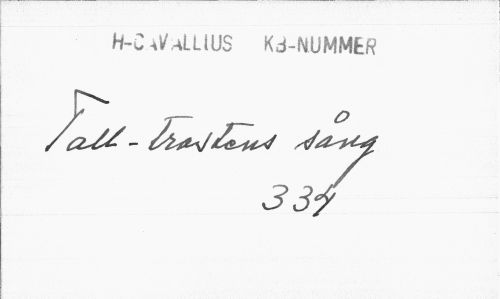 H-CAVALLIUS KB-NUMMER
Tall-trastens sång
334